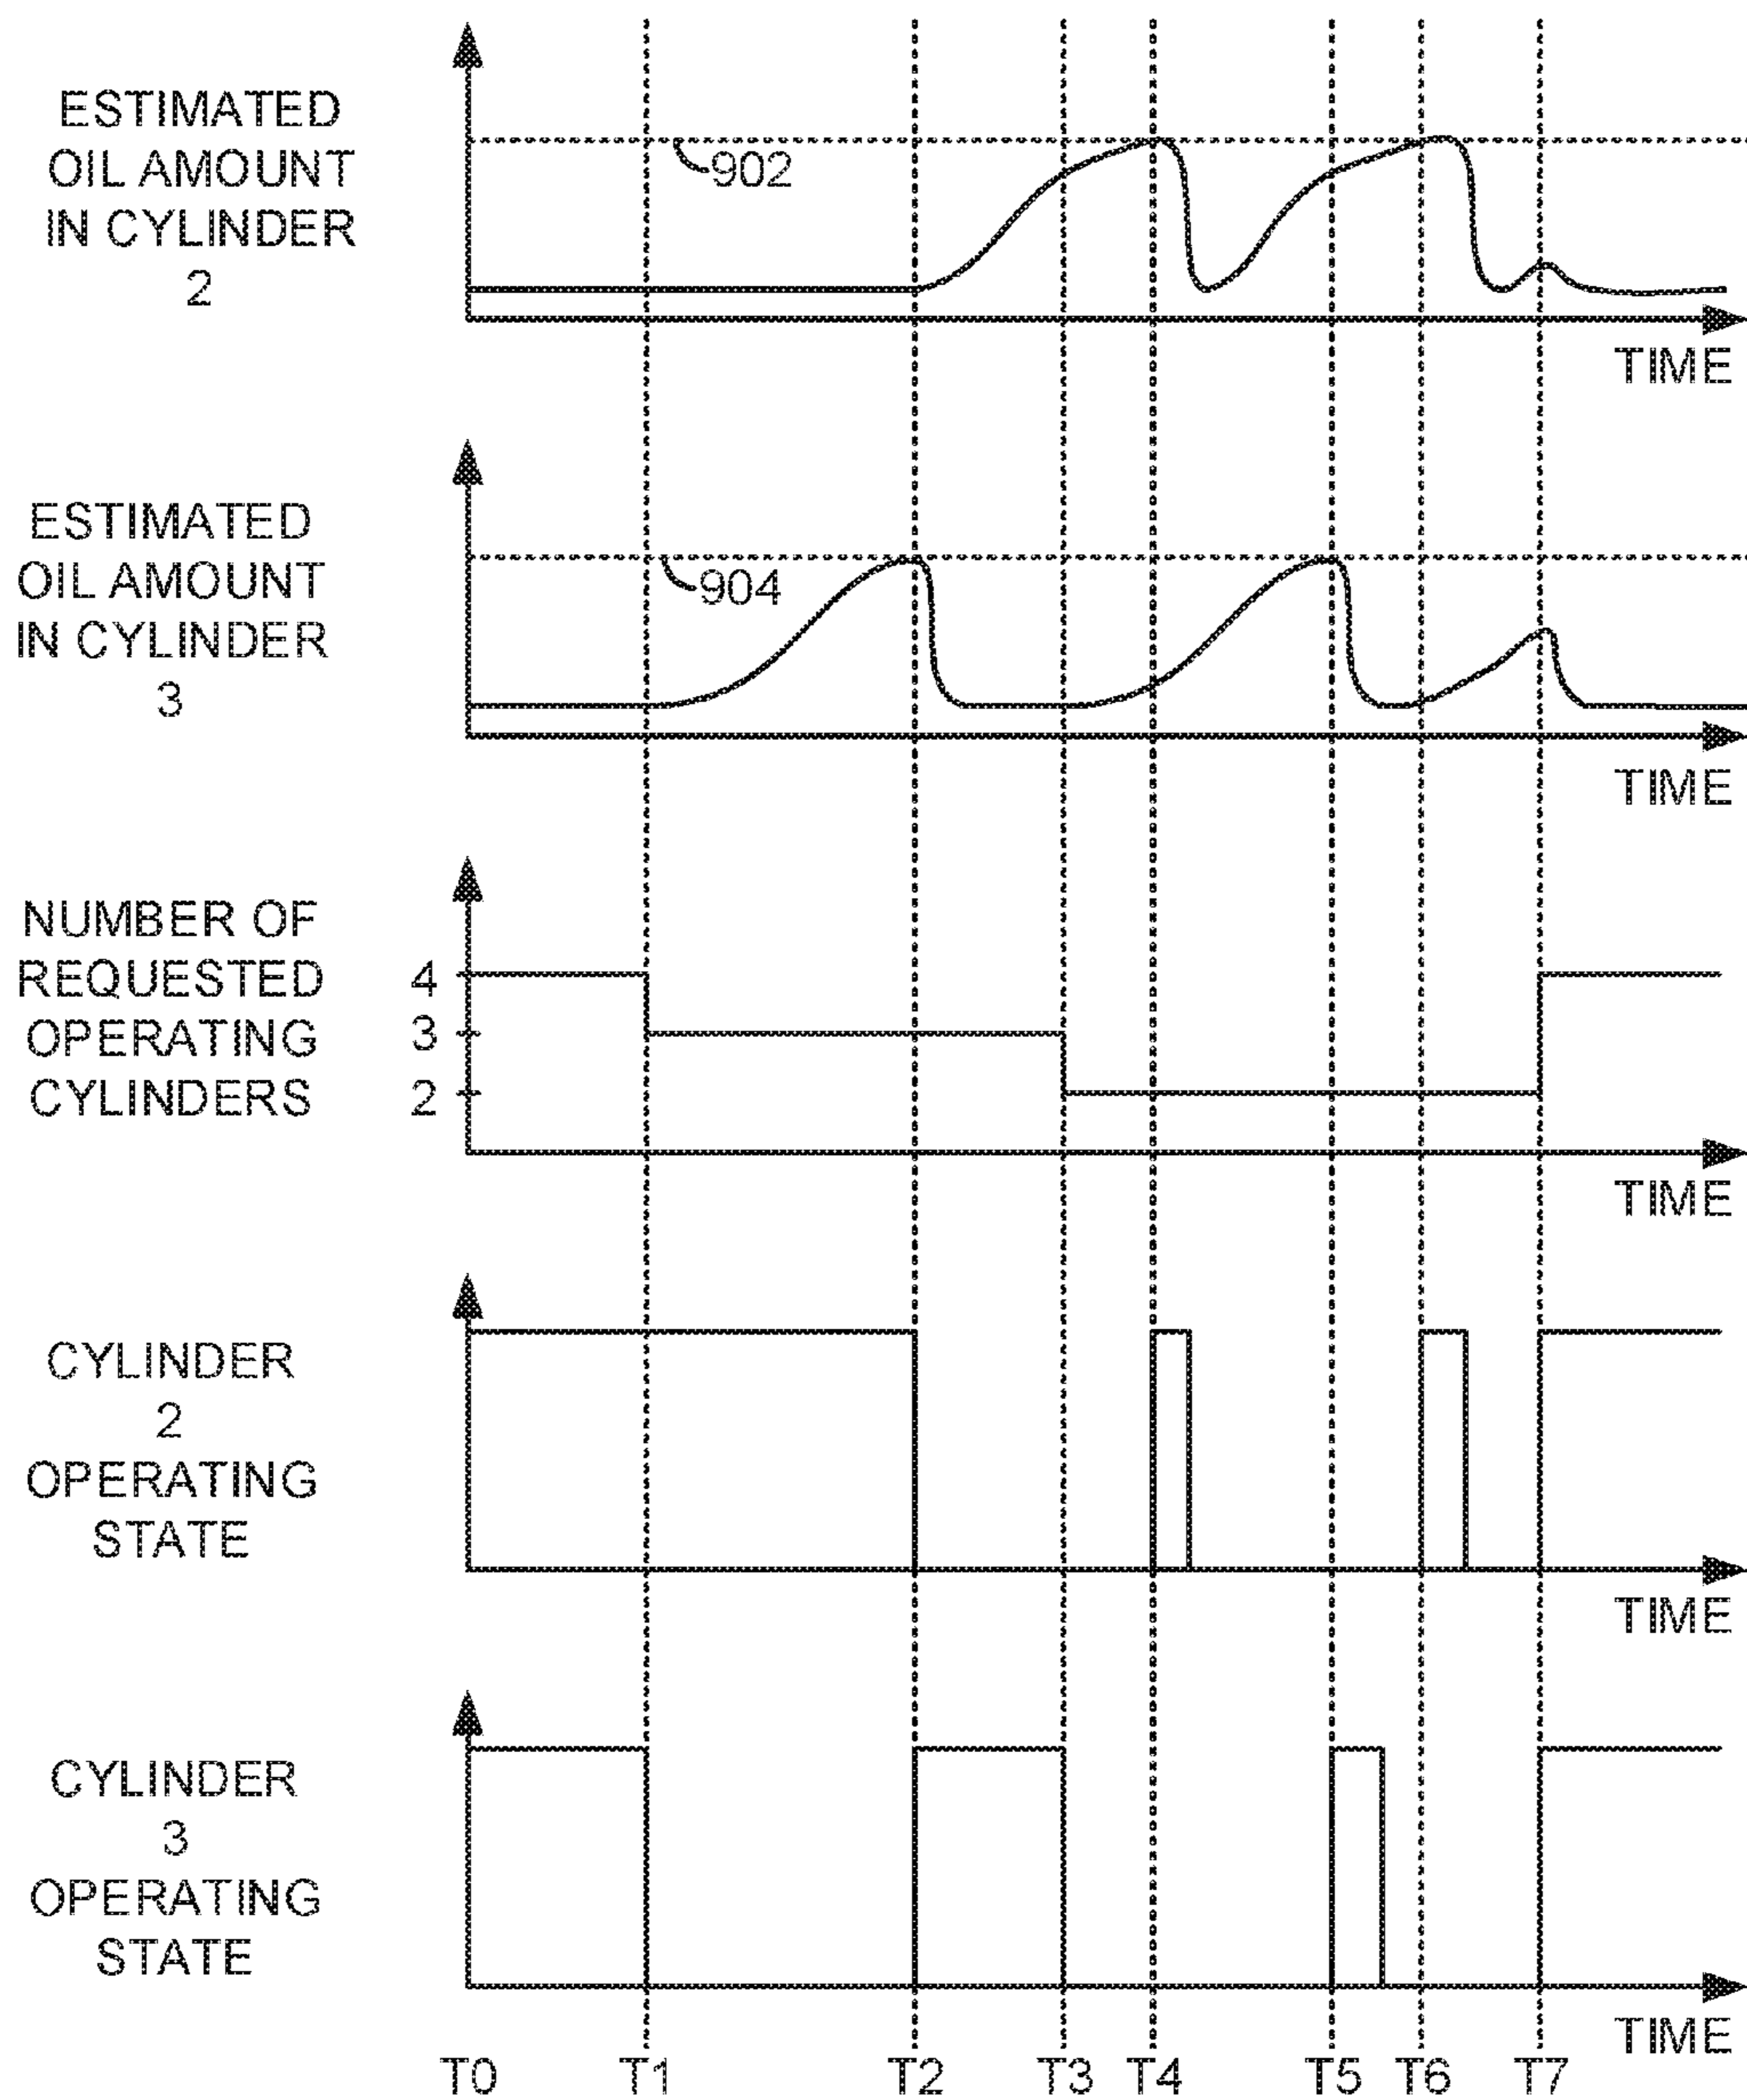 ESTIMATED
OIL AMOUNT
IN CYLINDER
2
902
TIME
ESTIMATED
OIL AMOUNT
IN CYLINDER
3
904
TIME
NUMBER OF
REQUESTED
OPERATING
CYLINDERS
4
3
2
TIME
CYLINDER
2
OPERATING
STATE
TIME
CYLINDER
3
OPERATING
STATE
TIME
T0 T1 T2 T3 T4 T5 T6 T7